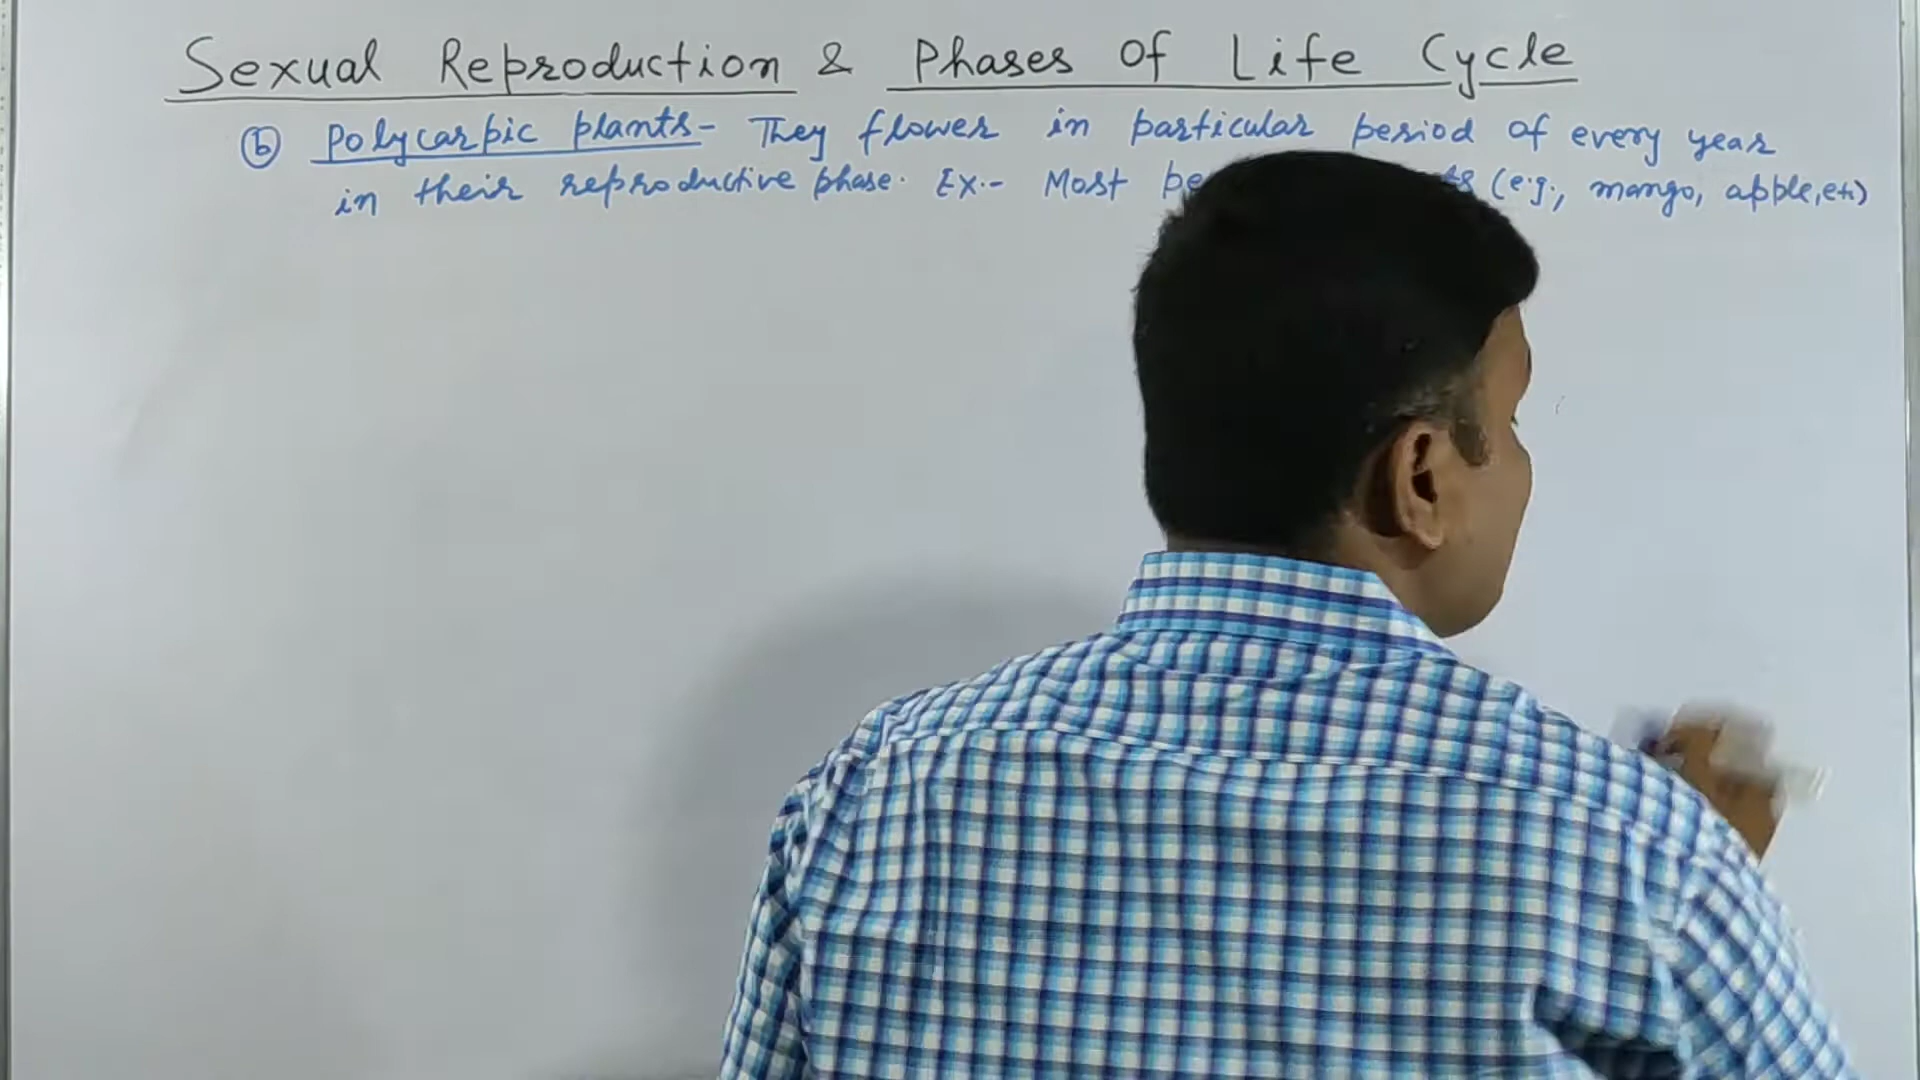 Sexual Reproduction & Phases Of Life Cycle
(b) Polycarpic plants- They flower in particular period of every year
in their reproductive phase. Ex.- Most (e.g., mango, apple, etc)